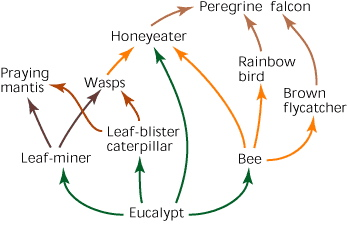 Peregrine falcon
Honeyeater
Rainbow
bird
Praying
mantis
Wasps
Brown
flycatcher
Leaf-blister
caterpillar
Leaf-miner
Bee
Eucalypt